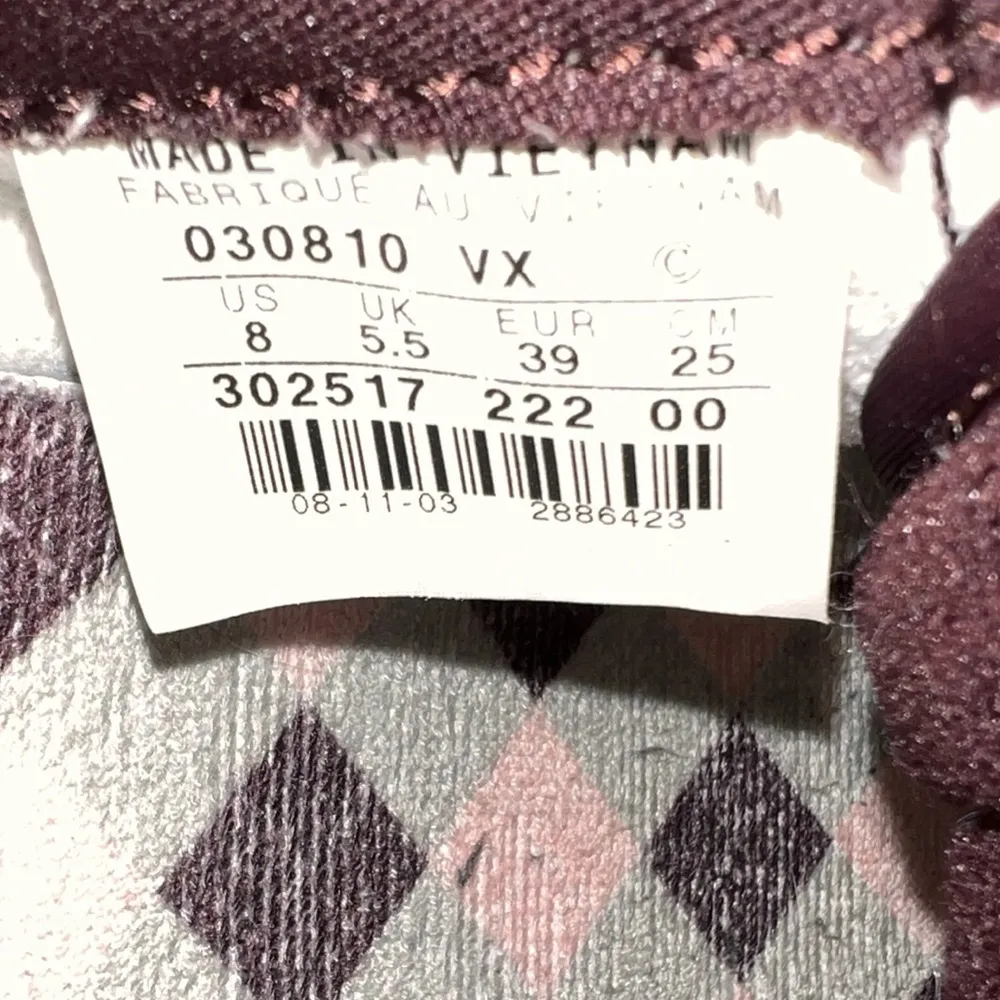 MADE IN VIETNAM
FABRIQUE AU VIETNAM
030810 VX ©
US UK EUR CM
8 5.5 39 25
302517 222 00
08-11-03 2886423